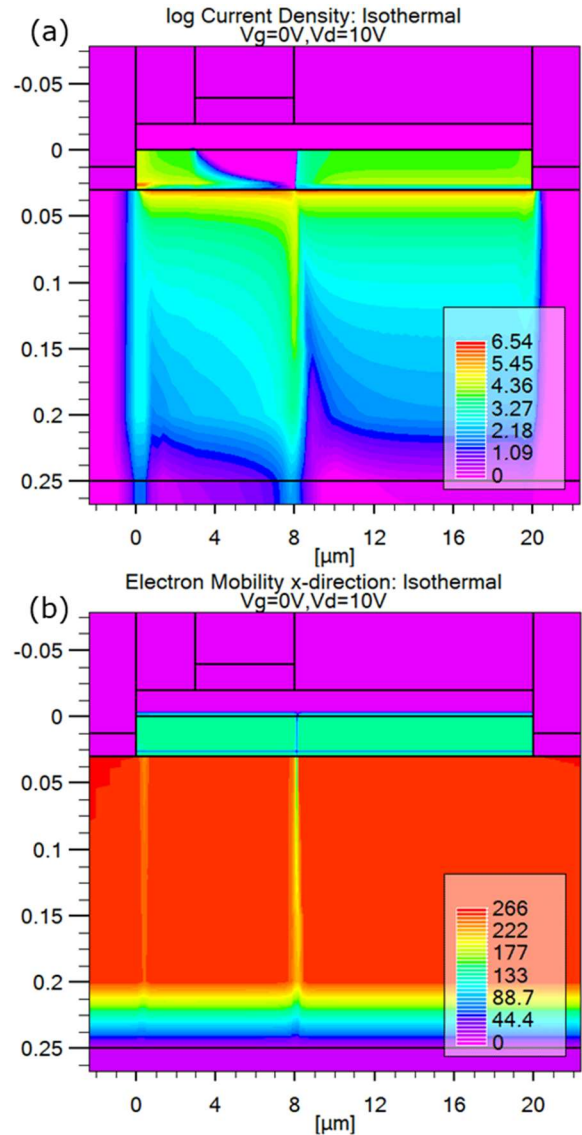 (a)
log Current Density: Isothermal
Vg=0V,Vd=10V
-0.05
0
0.05
0.1
0.15
0.2
0.25
6.54
5.45
4.36
3.27
2.18
1.09
0
0 4 8 12 16 20
[µm]
(b)
Electron Mobility x-direction: Isothermal
Vg=0V,Vd=10V
-0.05
0
0.05
0.1
0.15
0.2
0.25
266
222
177
133
88.7
44.4
0
0 4 8 12 16 20
[µm]